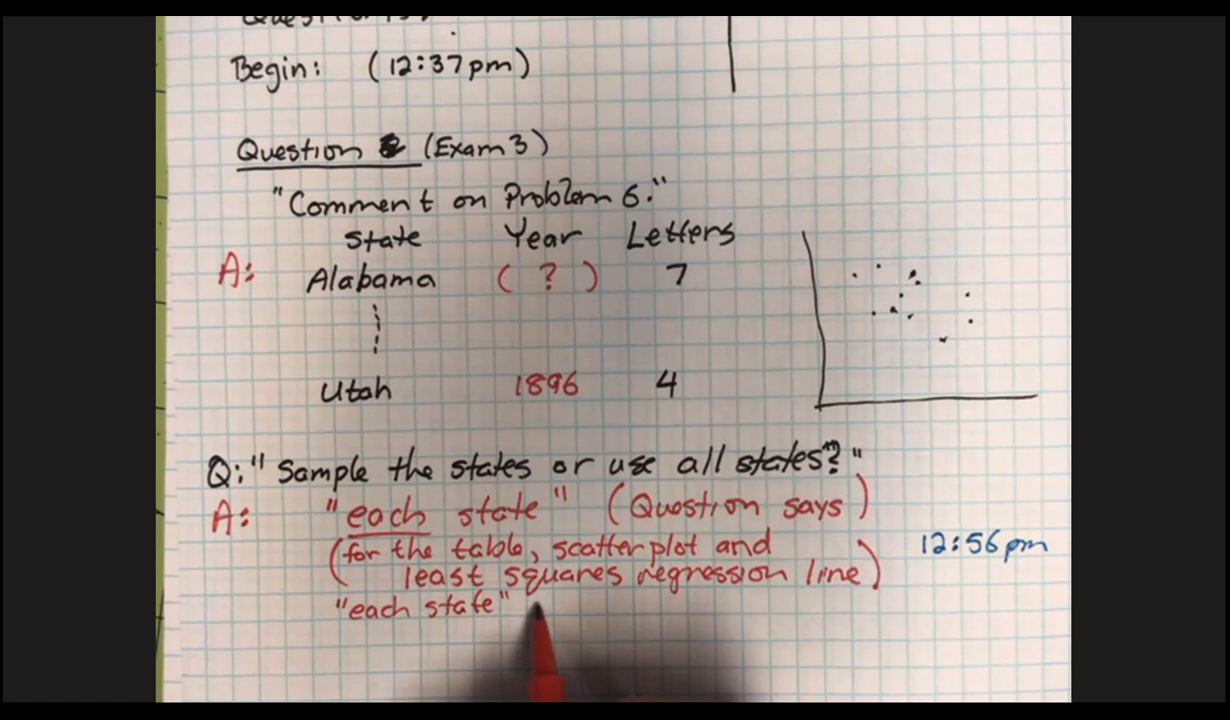 Begin: (12:37pm)
Question (Exam 3)
"Comment on Problem 6."
State Year Letters
A: Alabama ( ? ) 7
Utah 1896 4
Q: "Sample the states or use all states?"
A: "each state" (Question says)
(for the table, scatterplot and
least squares regression line)
12:56pm
"each state"